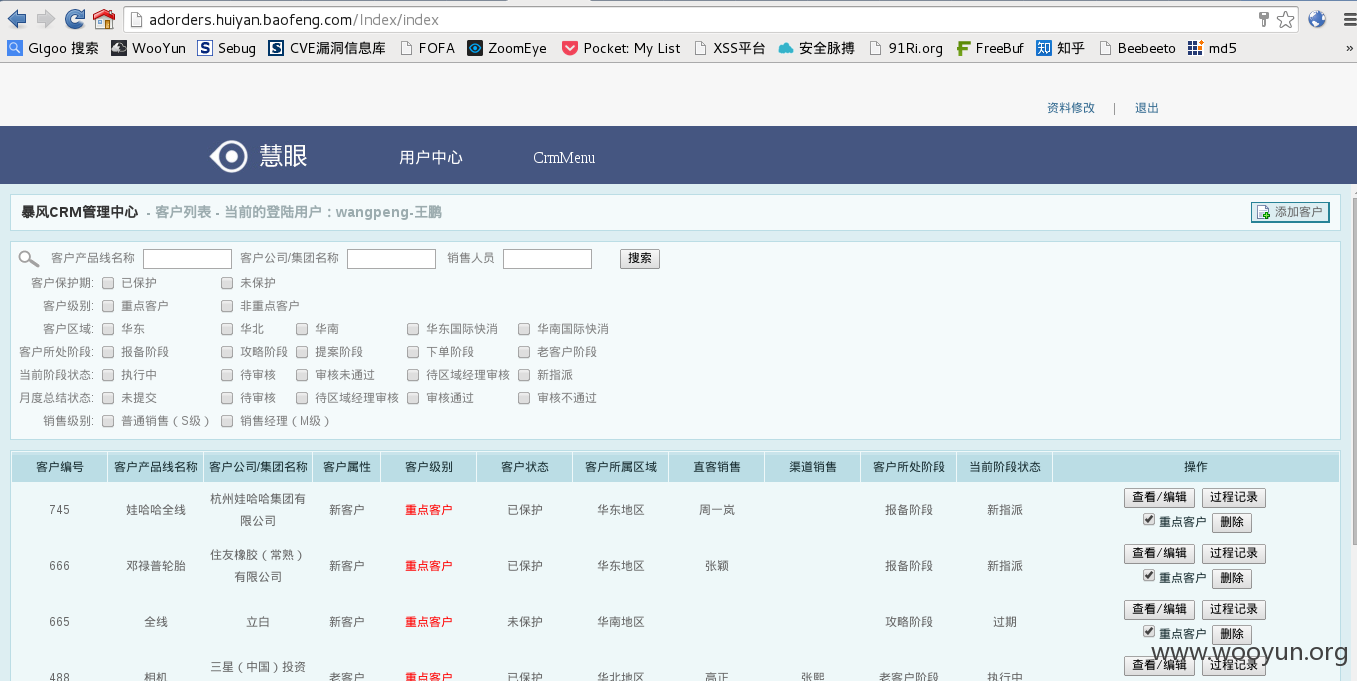 adorders.huiyan.baofeng.com/Index/index
Glgoo 搜索 WooYun Sebug CVE漏洞信息库 FOFA ZoomEye Pocket: My List XSS平台 安全脉搏 91Ri.org FreeBuf 知乎 Beebeeto md5 »
资料修改 | 退出
慧眼 用户中心 CrmMenu
暴风CRM管理中心 - 客户列表 - 当前的登陆用户：wangpeng-王鹏 添加客户
客户产品线名称 客户公司/集团名称 销售人员 搜索
客户保护期: 已保护 未保护
客户级别: 重点客户 非重点客户
客户区域: 华东 华北 华南 华东国际快消 华南国际快消
客户所处阶段: 报备阶段 攻略阶段 提案阶段 下单阶段 老客户阶段
当前阶段状态: 执行中 待审核 审核未通过 待区域经理审核 新指派
月度总结状态: 未提交 待审核 待区域经理审核 审核通过 审核不通过
销售级别: 普通销售（S级） 销售经理（M级）
客户编号 客户产品线名称 客户公司/集团名称 客户属性 客户级别 客户状态 客户所属区域 直客销售 渠道销售 客户所处阶段 当前阶段状态 操作
745 娃哈哈全线 杭州娃哈哈集团有限公司 新客户 重点客户 已保护 华东地区 周一岚 报备阶段 新指派 查看/编辑 过程记录
重点客户 删除
666 邓禄普轮胎 住友橡胶（常熟）有限公司 新客户 重点客户 已保护 华东地区 张颖 报备阶段 新指派 查看/编辑 过程记录
重点客户 删除
665 全线 立白 新客户 重点客户 未保护 华南地区 攻略阶段 过期 查看/编辑 过程记录
重点客户 删除
488 相机 三星（中国）投资 老客户 重点客户 已保护 华北地区 高正 张熙 老客户阶段 执行中 查看/编辑 过程记录
www.wooyun.org